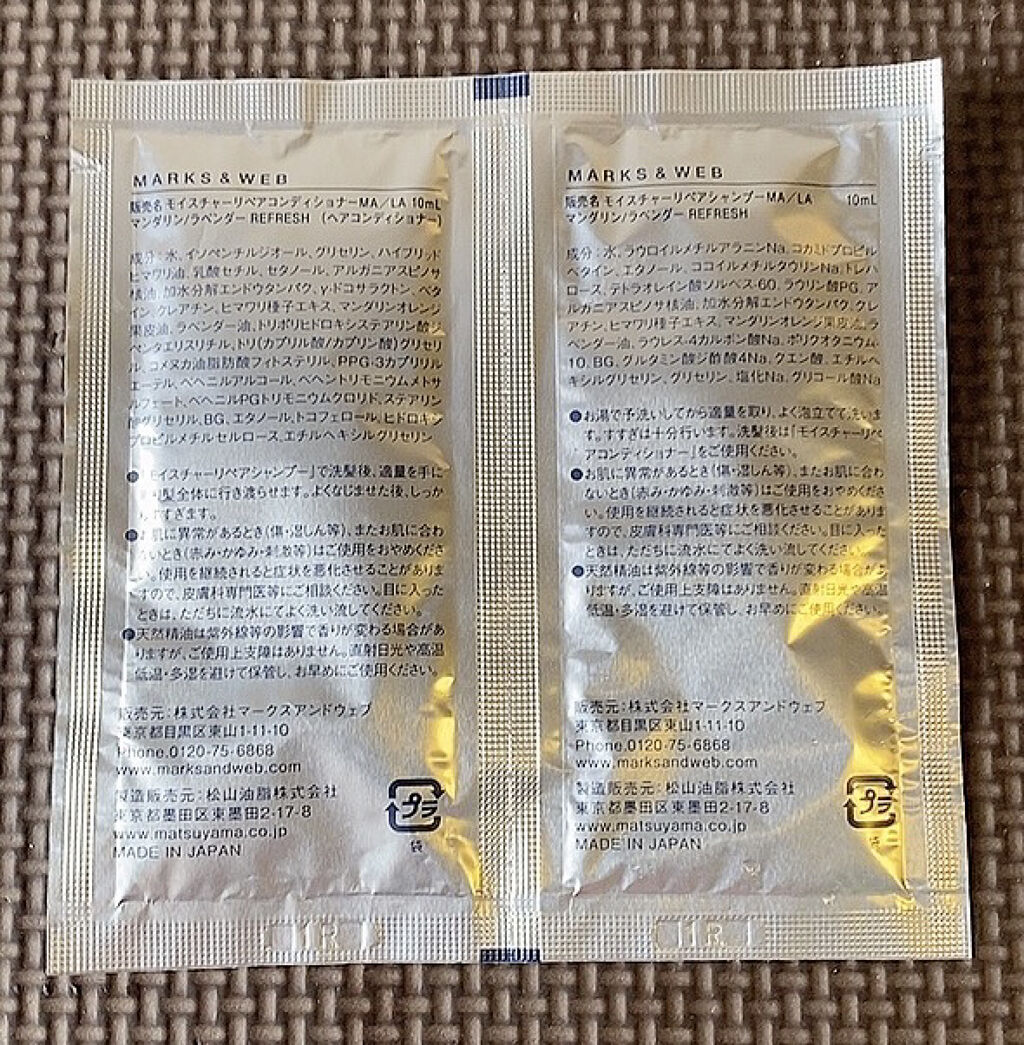 MARKS & WEB
販売名 モイスチャーリペアコンディショナーMA/LA 10mL
マンダリン/ラベンダー REFRESH （ヘアコンディショナー）
成分：水、イソペンチルジオール、グリセリン、ハイブリッド
ヒマワリ油、乳酸セチル、セタノール、アルガニアスピノサ
核油、加水分解エンドウタンパク、γ-ドコサラクトン、ベタ
イン、クレアチン、ヒマワリ種子エキス、マンダリンオレンジ
果皮油、ラベンダー油、トリポリヒドロキシステアリン酸ジ
ペンタエリスリチル、トリ（カプリル酸/カプリン酸）グリセリ
ル、コメヌカ油脂肪酸フィトステリル、PPG-3カプリリル
エーテル、ベヘニルアルコール、ベヘントリモニウムメトサ
ルフェート、ベヘニルPGトリモニウムクロリド、ステアリン
酸グリセリル、BG、エタノール、トコフェロール、ヒドロキシ
プロピルメチルセルロース、エチルヘキシルグリセリン
●「モイスチャーリペアシャンプー」で洗髪後、適量を手に
髪全体に行き渡らせます。よくなじませた後、しっか
りすすぎます。
●お肌に異常があるとき（傷・湿しん等）、またお肌に合わ
ないとき（赤み・かゆみ・刺激等）はご使用をおやめくださ
い。使用を継続されると症状を悪化させることがありま
すので、皮膚科専門医等にご相談ください。目に入った
ときは、ただちに流水にてよく洗い流してください。
●天然精油は紫外線等の影響で香りが変わる場合があ
りますが、ご使用上支障はありません。直射日光や高温
低温・多湿を避けて保管し、お早めにご使用ください。
販売元：株式会社マークスアンドウェブ
東京都目黒区東山1-11-10
Phone.0120-75-6868
www.marksandweb.com
製造販売元：松山油脂株式会社
東京都墨田区東墨田2-17-8
www.matsuyama.co.jp
MADE IN JAPAN
プラ
袋
11R
MARKS & WEB
販売名 モイスチャーリペアシャンプーMA/LA 10mL
マンダリン/ラベンダー REFRESH
成分：水、ラウロイルメチルアラニンNa、コカミドプロピル
ベタイン、エタノール、ココイルメチルタウリンNa、トレハ
ロース、テトラオレイン酸ソルベス-60、ラウリン酸PG、ア
ルガニアスピノサ核油、加水分解エンドウタンパク、クレ
アチン、ヒマワリ種子エキス、マンダリンオレンジ果皮油、ラ
ベンダー油、ラウレス-4カルボン酸Na、ポリクオタニウム-
10、BG、グルタミン酸ジ酢酸4Na、クエン酸、エチルヘ
キシルグリセリン、グリセリン、塩化Na、グリコール酸Na
●お湯で予洗いしてから適量を取り、よく泡立てて洗いま
す。すすぎは十分行います。洗髪後は「モイスチャーリペ
アコンディショナー」をご使用ください。
●お肌に異常があるとき（傷・湿しん等）、またお肌に合わ
ないとき（赤み・かゆみ・刺激等）はご使用をおやめくださ
い。使用を継続されると症状を悪化させることがありま
すので、皮膚科専門医等にご相談ください。目に入った
ときは、ただちに流水にてよく洗い流してください。
●天然精油は紫外線等の影響で香りが変わる場合があ
りますが、ご使用上支障はありません。直射日光や高温
低温・多湿を避けて保管し、お早めにご使用ください。
販売元：株式会社マークスアンドウェブ
東京都目黒区東山1-11-10
Phone.0120-75-6868
www.marksandweb.com
製造販売元：松山油脂株式会社
東京都墨田区東墨田2-17-8
www.matsuyama.co.jp
MADE IN JAPAN
プラ
袋
11R